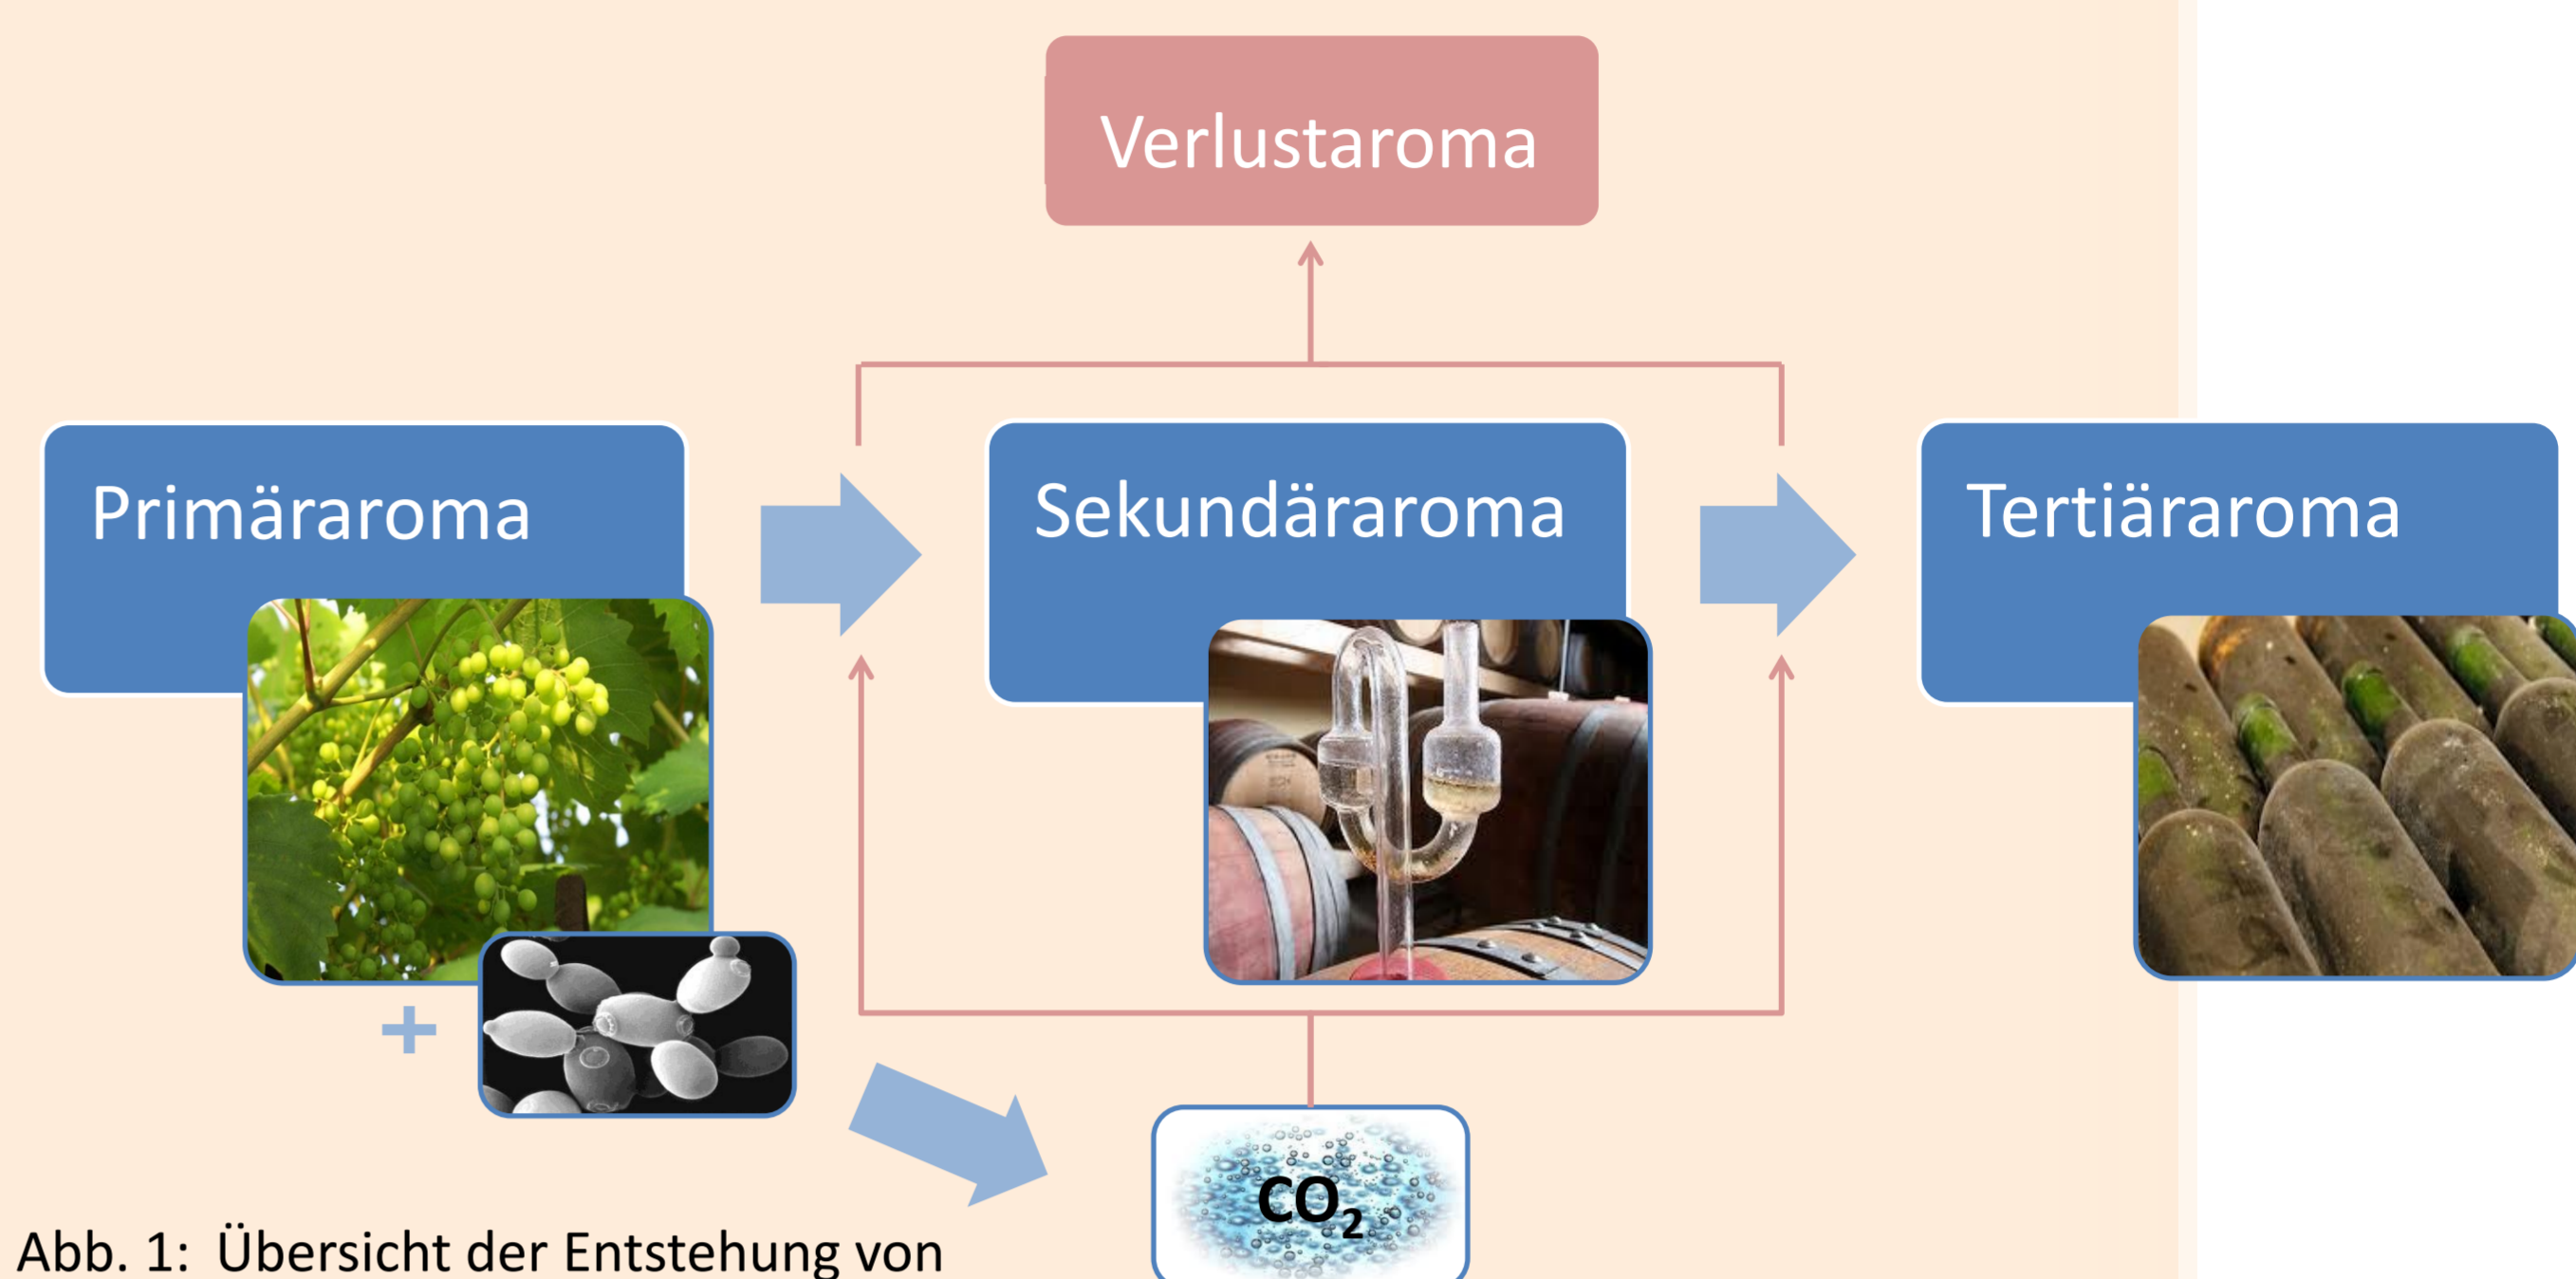 Verlustaroma
Primäraroma
Sekundäraroma
Tertiäraroma
+
CO₂
Abb. 1: Übersicht der Entstehung von